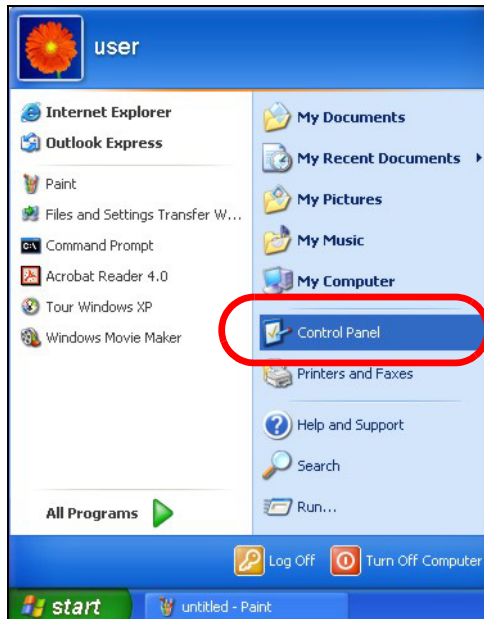 user
Internet Explorer
Outlook Express
Paint
Files and Settings Transfer W...
Command Prompt
Acrobat Reader 4.0
Tour Windows XP
Windows Movie Maker
All Programs
My Documents
My Recent Documents
My Pictures
My Music
My Computer
Control Panel
Printers and Faxes
Help and Support
Search
Run...
Log Off
Turn Off Computer
start
untitled - Paint